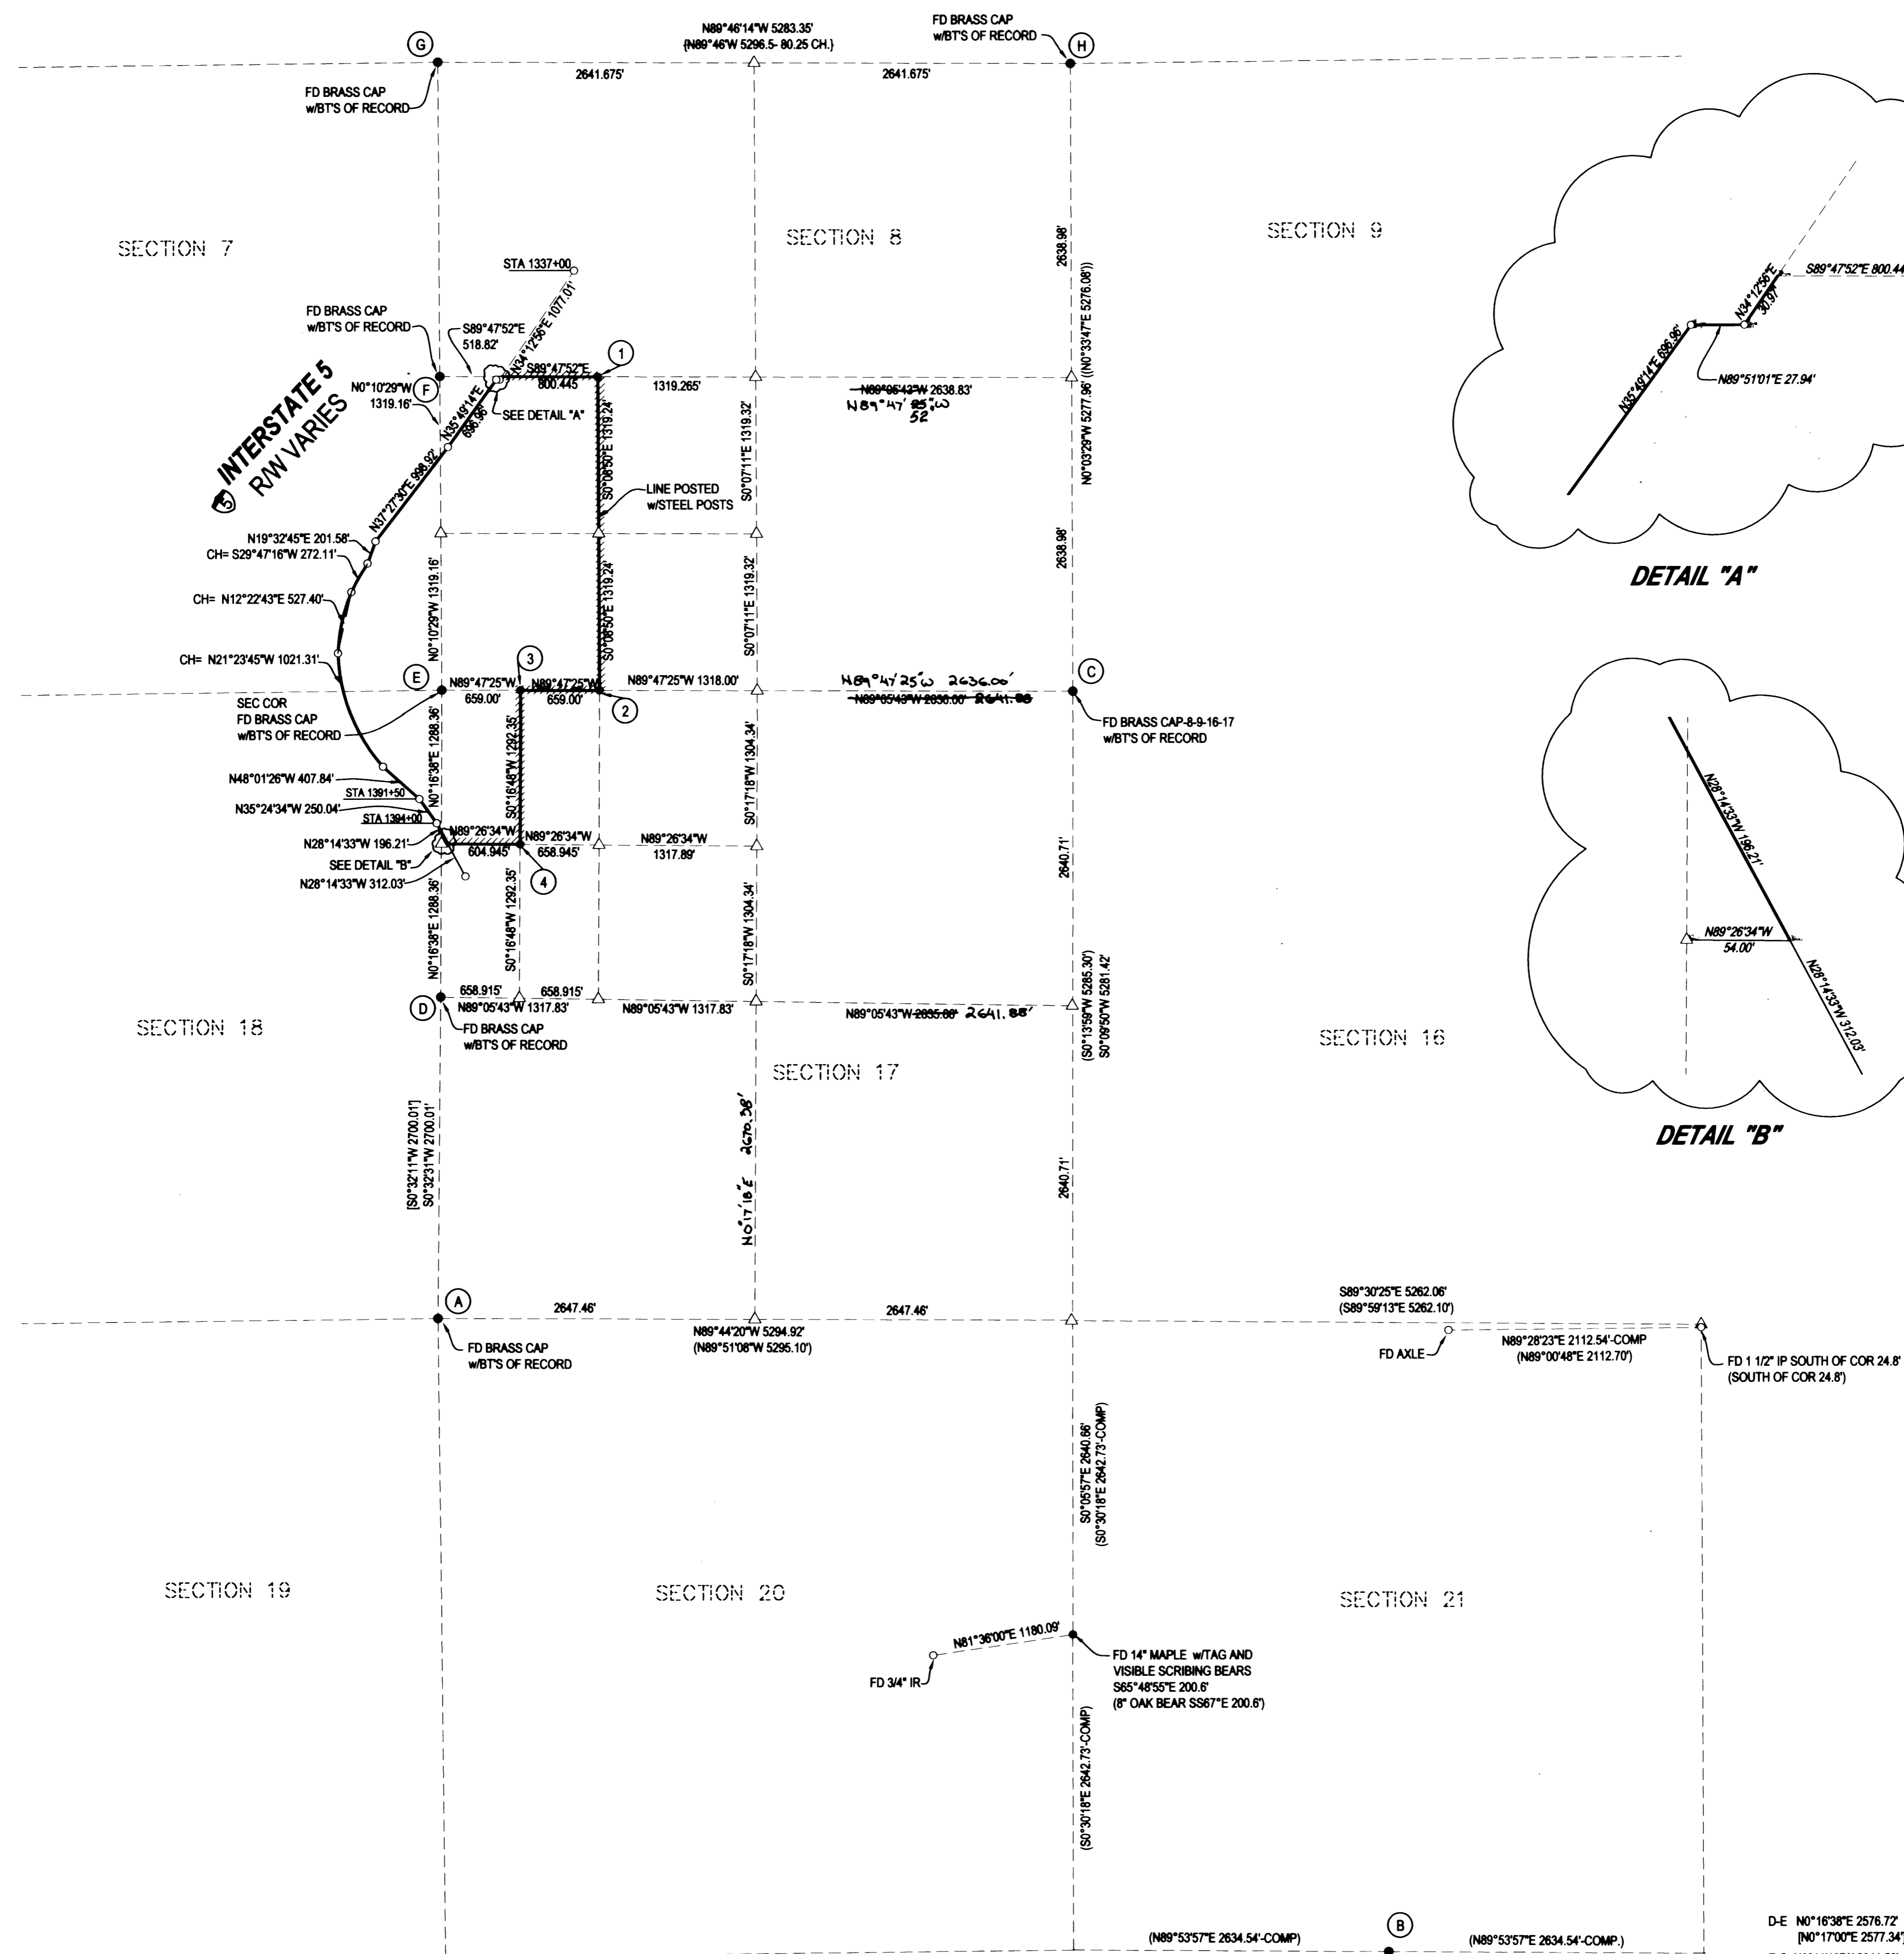 N89°46'14"W 5283.35'
{N89°46'W 5296.5- 80.25 CH.}
FD BRASS CAP
w/BT'S OF RECORD
G
H
2641.675'
2641.675'
FD BRASS CAP
w/BT'S OF RECORD
SECTION 7
SECTION 8
SECTION 9
2638.98'
N0°03'29"W 5277.96' ((N0°33'47"E 5276.08'))
STA 1337+00
N34°12'56"E 1077.01'
FD BRASS CAP
w/BT'S OF RECORD
S89°47'52"E
518.82'
F
1
S89°47'52"E
800.445
1319.265'
N89°05'43"W 2638.83'
N89°47'25"W
52
N0°10'29"W
1319.16'
N35°49'14"E
696.96'
SEE DETAIL "A"
5
INTERSTATE 5
R/W VARIES
S0°08'50"E 1319.24'
S0°07'11"E 1319.32'
LINE POSTED
w/STEEL POSTS
N37°27'30"E 998.92'
N19°32'45"E 201.58'
CH= S29°47'16"W 272.11'
CH= N12°22'43"E 527.40'
CH= N21°23'45"W 1021.31'
N0°10'29"W 1319.16'
S0°08'50"E 1319.24'
S0°07'11"E 1319.32'
2638.98'
E
3
2
C
N89°47'25"W
659.00'
N89°47'25"W
659.00'
N89°47'25"W 1318.00'
N89°47'25"W 2636.00'
N89°05'43"W 2636.00' 2641.88
SEC COR
FD BRASS CAP
w/BT'S OF RECORD
FD BRASS CAP-8-9-16-17
w/BT'S OF RECORD
N0°16'38"E 1288.36'
S0°16'48"W 1292.35'
S0°17'18"W 1304.34'
N48°01'26"W 407.84'
STA 1391+50
N35°24'34"W 250.04'
STA 1394+00
N28°14'33"W 196.21'
SEE DETAIL "B"
N28°14'33"W 312.03'
N89°26'34"W
604.945'
N89°26'34"W
658.945'
N89°26'34"W
1317.89'
4
2640.71'
N0°16'38"E 1288.36'
S0°16'48"W 1292.35'
S0°17'18"W 1304.34'
(S0°13'59"W 5285.30')
S0°09'50"W 5281.42'
D
658.915'
658.915'
N89°05'43"W 1317.83'
N89°05'43"W 1317.83'
N89°05'43"W 2635.66' 2641.88'
FD BRASS CAP
w/BT'S OF RECORD
SECTION 18
SECTION 17
SECTION 16
[S0°32'11"W 2700.01']
S0°32'31"W 2700.01'
N0°17'18"E 2670.38'
2640.71'
A
2647.46'
2647.46'
N89°44'20"W 5294.92'
(N89°51'08"W 5295.10')
FD BRASS CAP
w/BT'S OF RECORD
S89°30'25"E 5262.06'
(S89°59'13"E 5262.10')
FD AXLE
N89°28'23"E 2112.54'-COMP
(N89°00'48"E 2112.70')
FD 1 1/2" IP SOUTH OF COR 24.8'
(SOUTH OF COR 24.8')
S0°05'57"E 2640.66'
(S0°30'18"E 2642.73'-COMP)
SECTION 19
SECTION 20
SECTION 21
N81°36'00"E 1180.09'
FD 3/4" IR
FD 14" MAPLE w/TAG AND
VISIBLE SCRIBING BEARS
S65°48'55"E 200.6'
(8" OAK BEAR SS67°E 200.6')
(S0°30'18"E 2642.73'-COMP)
(N89°53'57"E 2634.54'-COMP)
B
(N89°53'57"E 2634.54'-COMP.)
D-E N0°16'38"E 2576.72'
[N0°17'00"E 2577.34'
S89°47'52"E 800.44
N34°12'56"E
30.97'
N35°49'14"E 696.96'
N89°51'01"E 27.94'
DETAIL "A"
N28°14'33"W 196.21'
N89°26'34"W
54.00'
N28°14'33"W 312.03'
DETAIL "B"